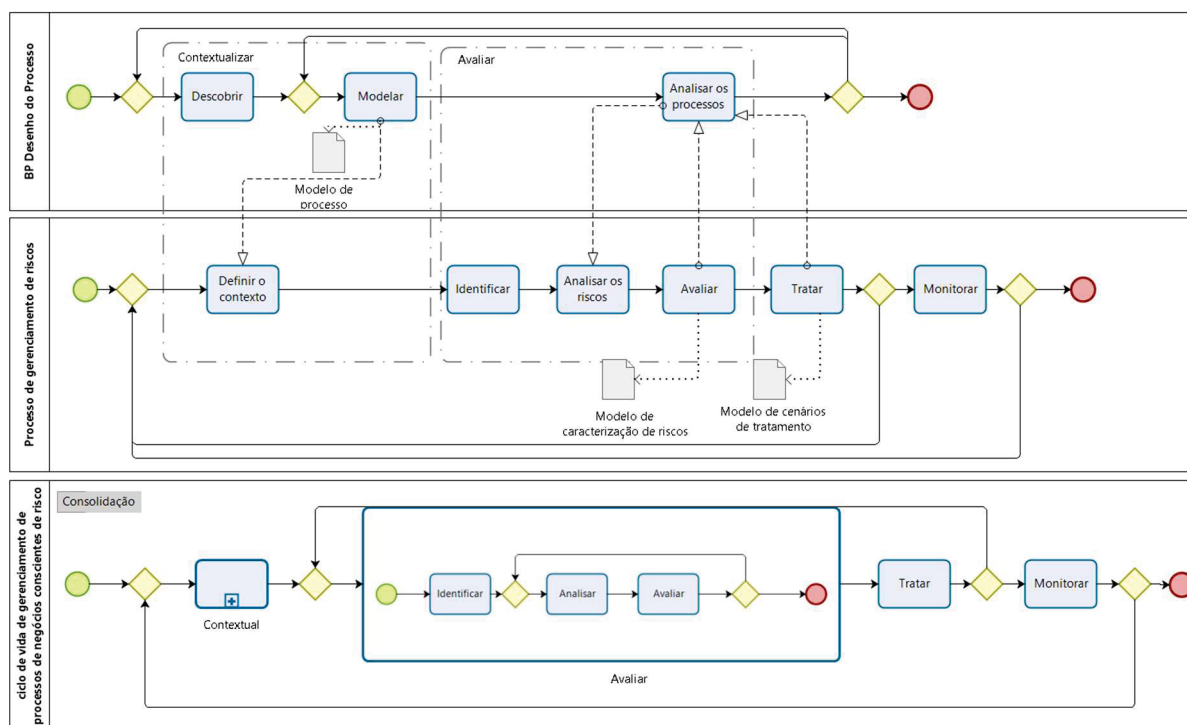 BP Desenho do Processo
Contextualizar
Avaliar
Descobrir
Modelar
Analisar os
processos
Modelo de
processo
Processo de gerenciamento de riscos
Definir o
contexto
Identificar
Analisar os
riscos
Avaliar
Tratar
Monitorar
Modelo de
caracterização de riscos
Modelo de cenários
de tratamento
ciclo de vida de gerenciamento de
processos de negócios conscientes de risco
Consolidação
Contextual
Identificar
Analisar
Avaliar
Avaliar
Tratar
Monitorar